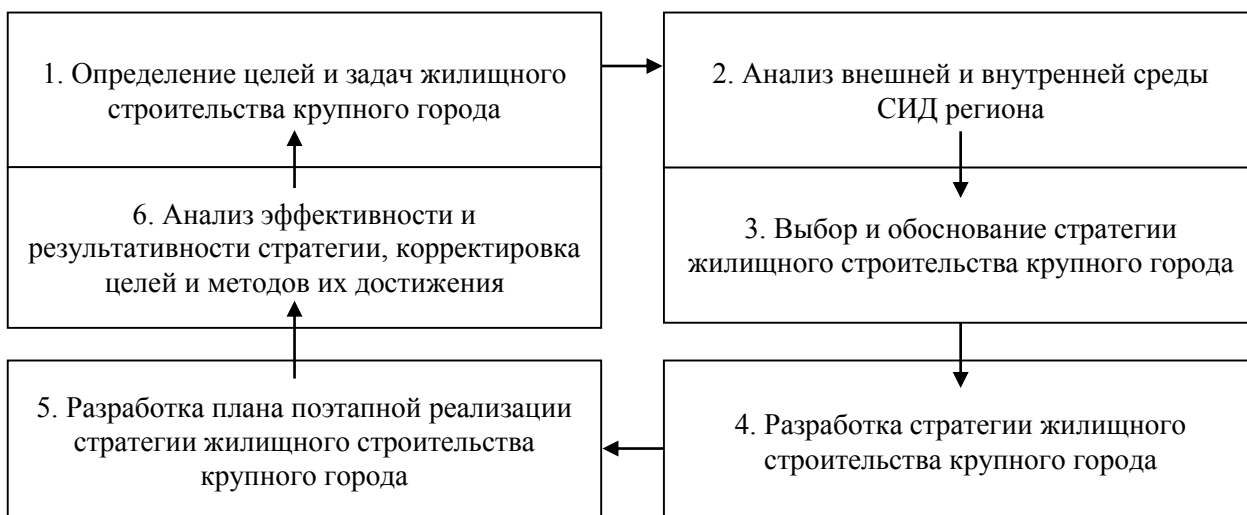 1. Определение целей и задач жилищного
строительства крупного города
2. Анализ внешней и внутренней среды
СИД региона
3. Выбор и обоснование стратегии
жилищного строительства крупного города
4. Разработка стратегии жилищного
строительства крупного города
5. Разработка плана поэтапной реализации
стратегии жилищного строительства
крупного города
6. Анализ эффективности и
результативности стратегии, корректировка
целей и методов их достижения